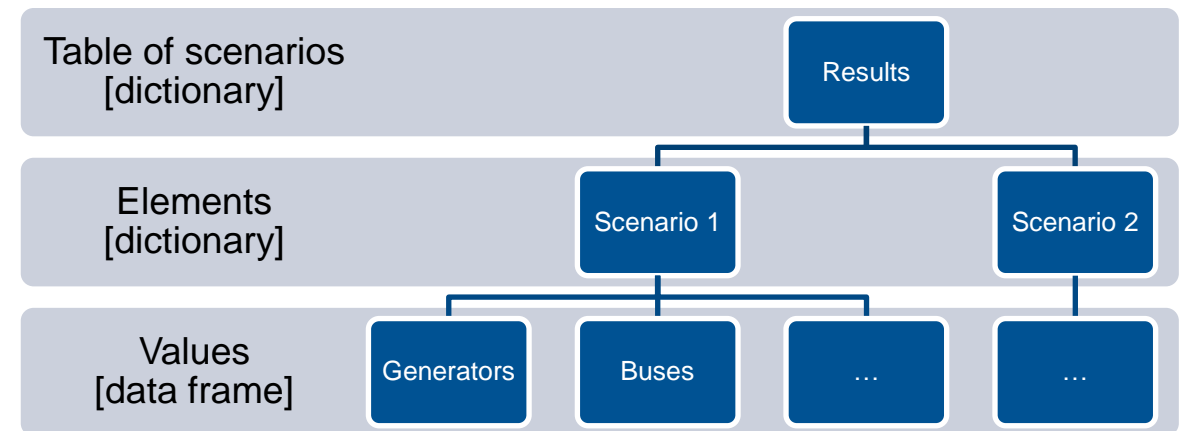 Table of scenarios
[dictionary]
Results
Elements
[dictionary]
Scenario 1
Scenario 2
Values
[data frame]
Generators
Buses
…
…